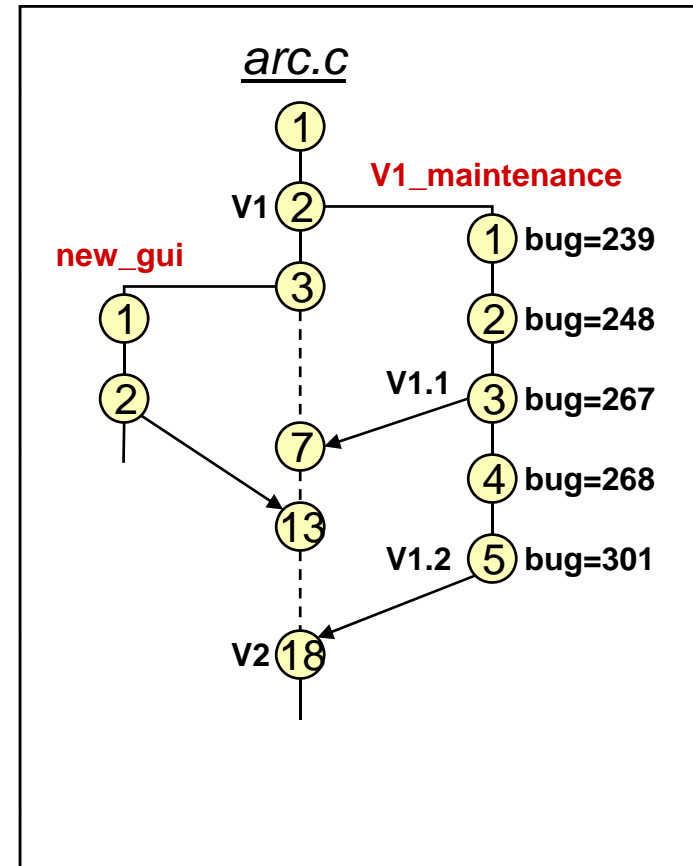 arc.c
1
V1_maintenance
V1 2
1 bug=239
new_gui
3
1
2 bug=248
V1.1
2
3 bug=267
7
4 bug=268
13
V1.2 5 bug=301
V2 18